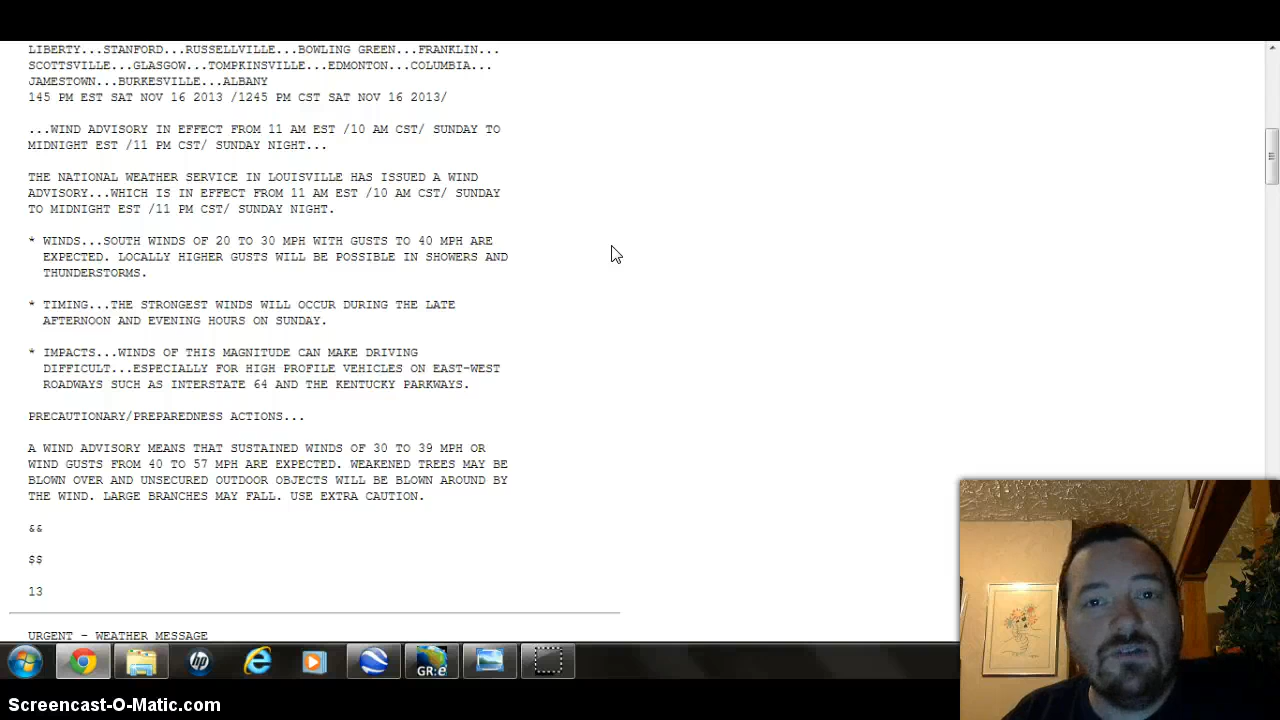 LIBERTY...STANFORD...RUSSELLVILLE...BOWLING GREEN...FRANKLIN...
SCOTTSVILLE...GLASGOW...TOMPKINSVILLE...EDMONTON...COLUMBIA...
JAMESTOWN...BURKESVILLE...ALBANY
145 PM EST SAT NOV 16 2013 /1245 PM CST SAT NOV 16 2013/
...WIND ADVISORY IN EFFECT FROM 11 AM EST /10 AM CST/ SUNDAY TO
MIDNIGHT EST /11 PM CST/ SUNDAY NIGHT...
THE NATIONAL WEATHER SERVICE IN LOUISVILLE HAS ISSUED A WIND
ADVISORY...WHICH IS IN EFFECT FROM 11 AM EST /10 AM CST/ SUNDAY
TO MIDNIGHT EST /11 PM CST/ SUNDAY NIGHT.
* WINDS...SOUTH WINDS OF 20 TO 30 MPH WITH GUSTS TO 40 MPH ARE
EXPECTED. LOCALLY HIGHER GUSTS WILL BE POSSIBLE IN SHOWERS AND
THUNDERSTORMS.
* TIMING...THE STRONGEST WINDS WILL OCCUR DURING THE LATE
AFTERNOON AND EVENING HOURS ON SUNDAY.
* IMPACTS...WINDS OF THIS MAGNITUDE CAN MAKE DRIVING
DIFFICULT...ESPECIALLY FOR HIGH PROFILE VEHICLES ON EAST-WEST
ROADWAYS SUCH AS INTERSTATE 64 AND THE KENTUCKY PARKWAYS.
PRECAUTIONARY/PREPAREDNESS ACTIONS...
A WIND ADVISORY MEANS THAT SUSTAINED WINDS OF 30 TO 39 MPH OR
WIND GUSTS FROM 40 TO 57 MPH ARE EXPECTED. WEAKENED TREES MAY BE
BLOWN OVER AND UNSECURED OUTDOOR OBJECTS WILL BE BLOWN AROUND BY
THE WIND. LARGE BRANCHES MAY FALL. USE EXTRA CAUTION.
&&
$$
13
URGENT - WEATHER MESSAGE
hp
GR:e
Screencast-O-Matic.com